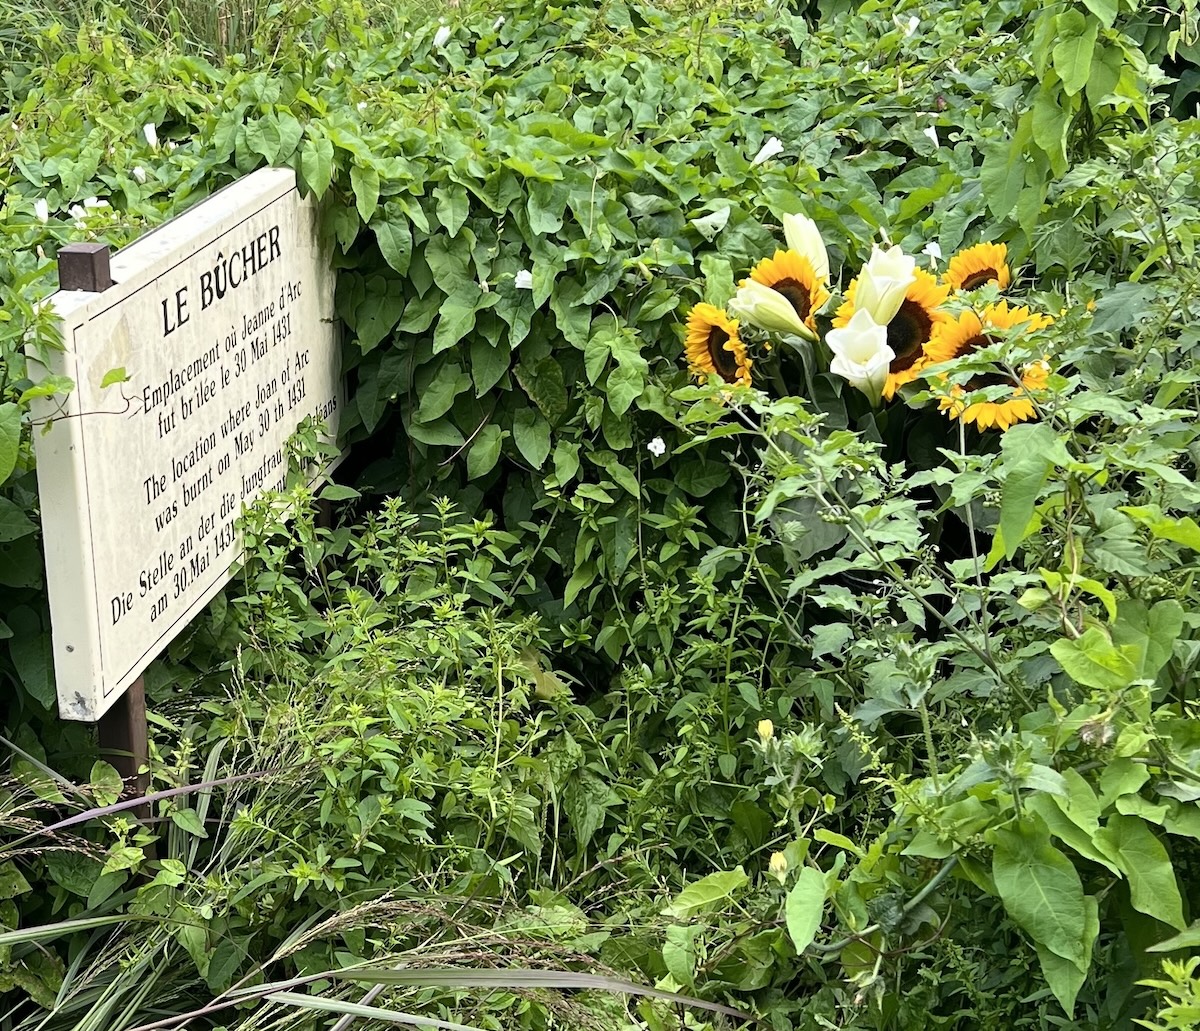 LE BÛCHER
Emplacement où Jeanne d'Arc
fut brûlée le 30 Mai 1431
The location where Joan of Arc
was burnt on May 30 th 1431
Die Stelle an der die Jungfrau
am 30.Mai 1431